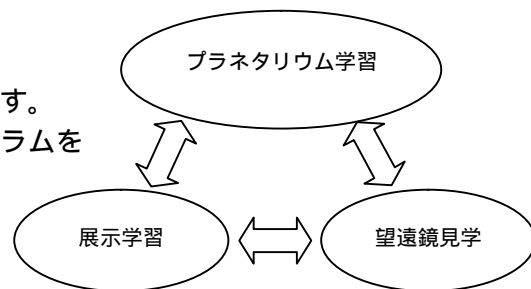 プラネタリウム学習
す。
ラムを
展示学習
望遠鏡見学